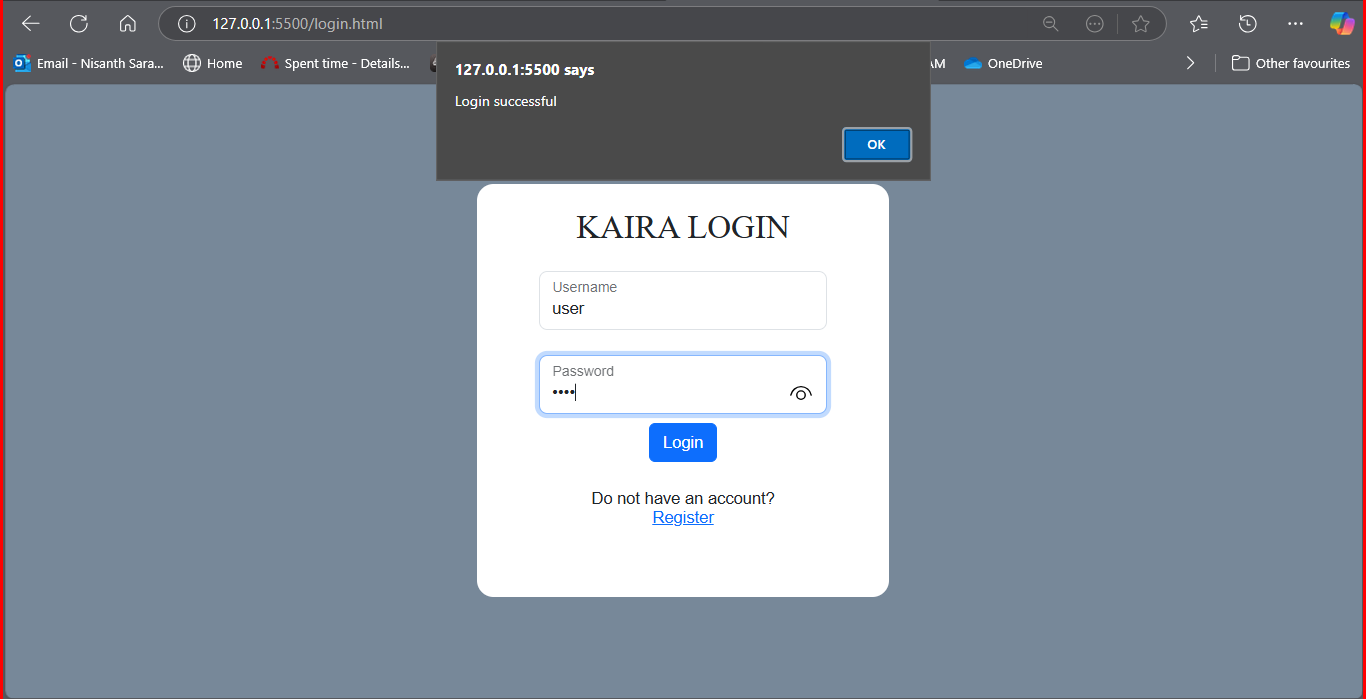 127.0.0.1:5500/login.html
Email - Nisanth Sara...
Home
Spent time - Details...
AM
OneDrive
Other favourites
127.0.0.1:5500 says
Login successful
OK
KAIRA LOGIN
Username
user
Password
••••
Login
Do not have an account?
Register